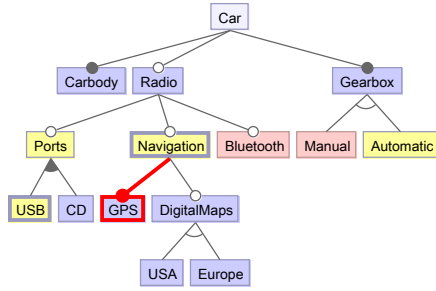 Car
Carbody Radio Gearbox
Ports Navigation Bluetooth Manual Automatic
USB CD GPS DigitalMaps
USA Europe